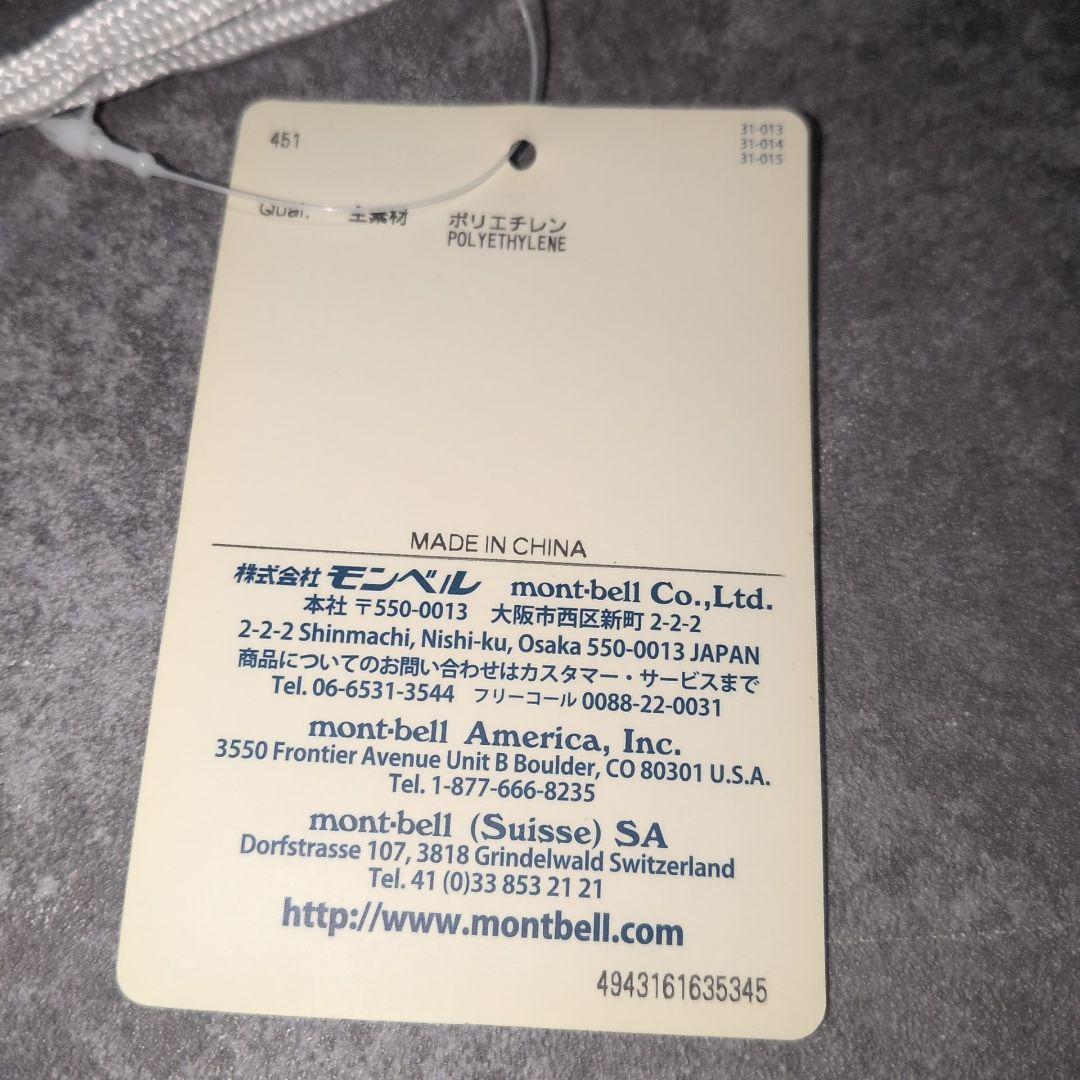 451
31-013
31-014
31-015
Qual. 主素材 ポリエチレン
POLYETHYLENE
MADE IN CHINA
株式会社 モンベル mont-bell Co.,Ltd.
本社 〒550-0013 大阪市西区新町 2-2-2
2-2-2 Shinmachi, Nishi-ku, Osaka 550-0013 JAPAN
商品についてのお問い合わせはカスタマー・サービスまで
Tel. 06-6531-3544 フリーコール 0088-22-0031
mont-bell America, Inc.
3550 Frontier Avenue Unit B Boulder, CO 80301 U.S.A.
Tel. 1-877-666-8235
mont-bell (Suisse) SA
Dorfstrasse 107, 3818 Grindelwald Switzerland
Tel. 41 (0)33 853 21 21
http://www.montbell.com
4943161635345